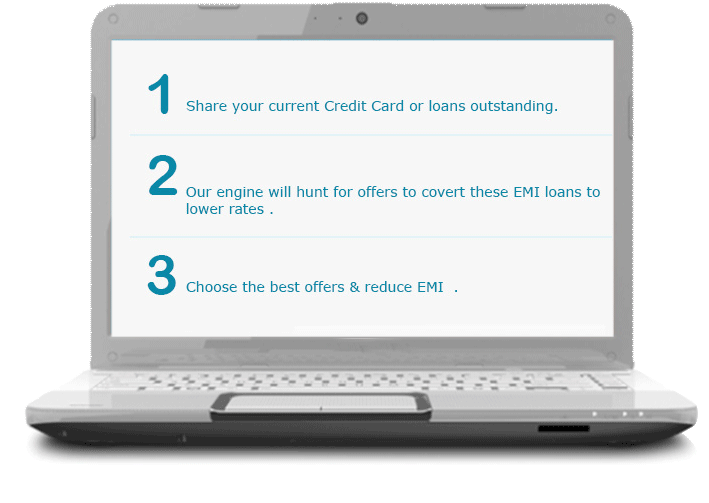 1
Share your current Credit Card or loans outstanding.
2
Our engine will hunt for offers to covert these EMI loans to
lower rates .
3
Choose the best offers & reduce EMI  .